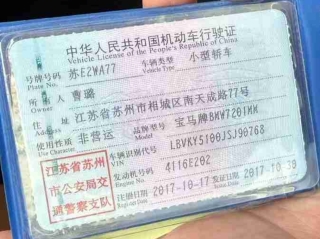 中华人民共和国机动车行驶证
Vehicle License of the People's Republic of China
号牌号码 苏E2WA77 车辆类型 小型轿车
Plate No. Vehicle Type
所有人 曹璐
Owner
住址 江苏省苏州市相城区南天成路77号
Address
使用性质 非营运 品牌型号 宝马牌BMW7201MM
Use Character Model
车辆识别代号 LBVKY5100JSJ90768
VIN
江苏省苏州
市公安局交
通警察支队
发动机号码 4116E202
Engine No.
注册日期 2017-10-17 发证日期 2017-10-30
Register Date Issue Date